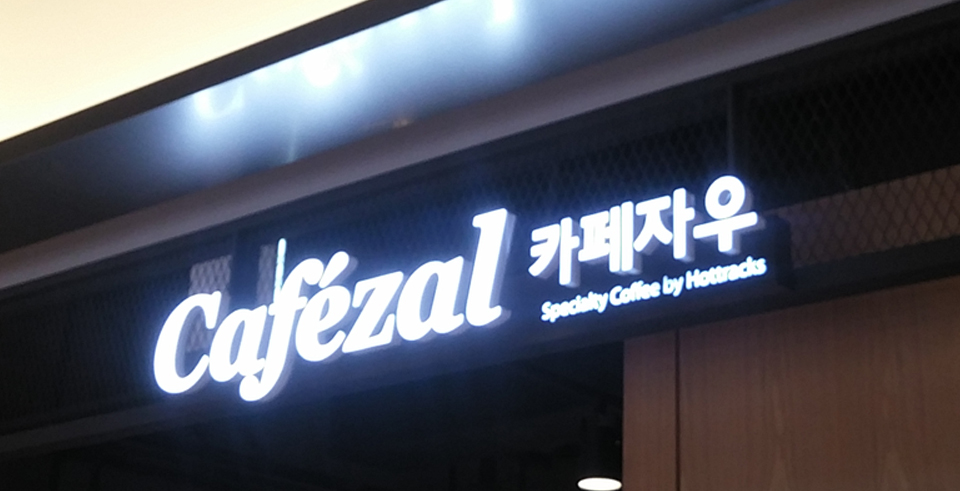 Cafézal
카페자우
Specialty Coffee by Hottracks